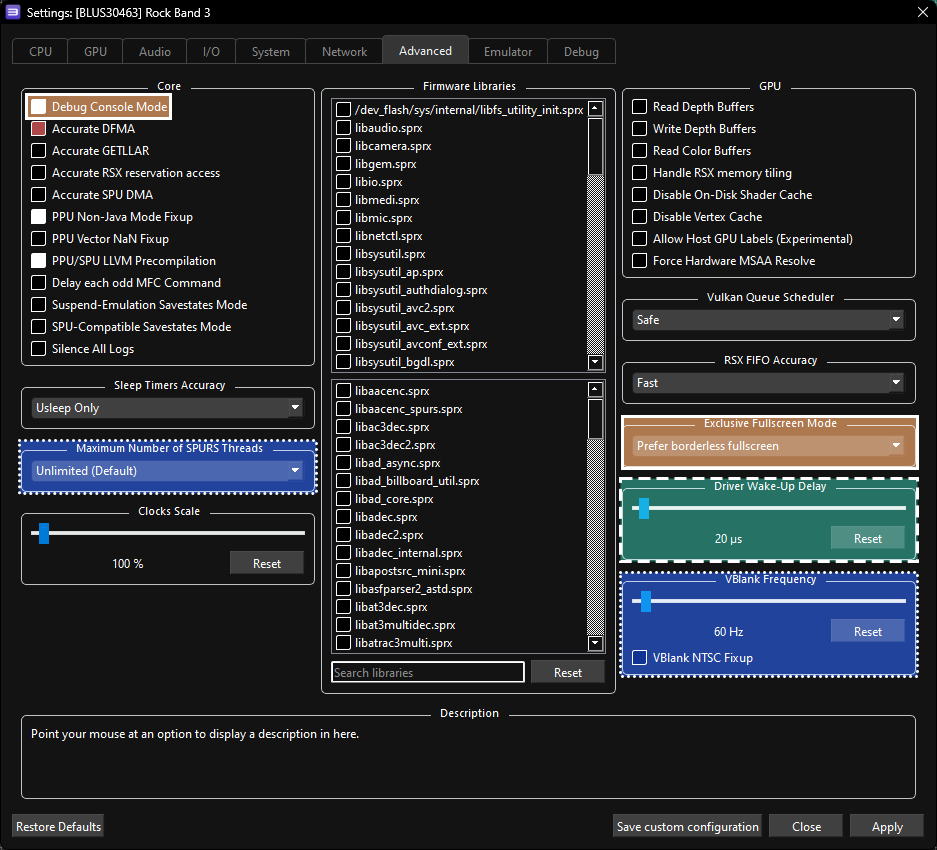 Settings: [BLUS30463] Rock Band 3
CPU
GPU
Audio
I/O
System
Network
Advanced
Emulator
Debug
Core
Debug Console Mode
Accurate DFMA
Accurate GETLLAR
Accurate RSX reservation access
Accurate SPU DMA
PPU Non-Java Mode Fixup
PPU Vector NaN Fixup
PPU/SPU LLVM Precompilation
Delay each odd MFC Command
Suspend-Emulation Savestates Mode
SPU-Compatible Savestates Mode
Silence All Logs
Sleep Timers Accuracy
Usleep Only
Maximum Number of SPURS Threads
Unlimited (Default)
Clocks Scale
100 %
Reset
Firmware Libraries
/dev_flash/sys/internal/libfs_utility_init.sprx
libaudio.sprx
libcamera.sprx
libgem.sprx
libio.sprx
libmedi.sprx
libmic.sprx
libnetctl.sprx
libsysutil.sprx
libsysutil_ap.sprx
libsysutil_authdialog.sprx
libsysutil_avc2.sprx
libsysutil_avc_ext.sprx
libsysutil_avconf_ext.sprx
libsysutil_bgdl.sprx
libaacenc.sprx
libaacenc_spurs.sprx
libac3dec.sprx
libac3dec2.sprx
libad_async.sprx
libad_billboard_util.sprx
libad_core.sprx
libadec.sprx
libadec2.sprx
libadec_internal.sprx
libapostsrc_mini.sprx
libasfparser2_astd.sprx
libat3dec.sprx
libat3multidec.sprx
libatrac3multi.sprx
Search libraries
Reset
GPU
Read Depth Buffers
Write Depth Buffers
Read Color Buffers
Handle RSX memory tiling
Disable On-Disk Shader Cache
Disable Vertex Cache
Allow Host GPU Labels (Experimental)
Force Hardware MSAA Resolve
Vulkan Queue Scheduler
Safe
RSX FIFO Accuracy
Fast
Exclusive Fullscreen Mode
Prefer borderless fullscreen
Driver Wake-Up Delay
20 µs
Reset
VBlank Frequency
60 Hz
Reset
VBlank NTSC Fixup
Description
Point your mouse at an option to display a description in here.
Restore Defaults
Save custom configuration
Close
Apply